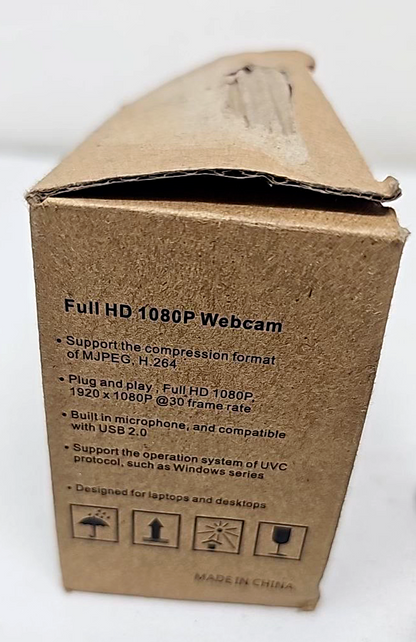 Full HD 1080P Webcam
• Support the compression format
of MJPEG, H.264
• Plug and play , Full HD 1080P.
1920 x 1080P @30 frame rate
• Built in microphone, and compatible
with USB 2.0
• Support the operation system of UVC
protocol, such as Windows series
• Designed for laptops and desktops
MADE IN CHINA